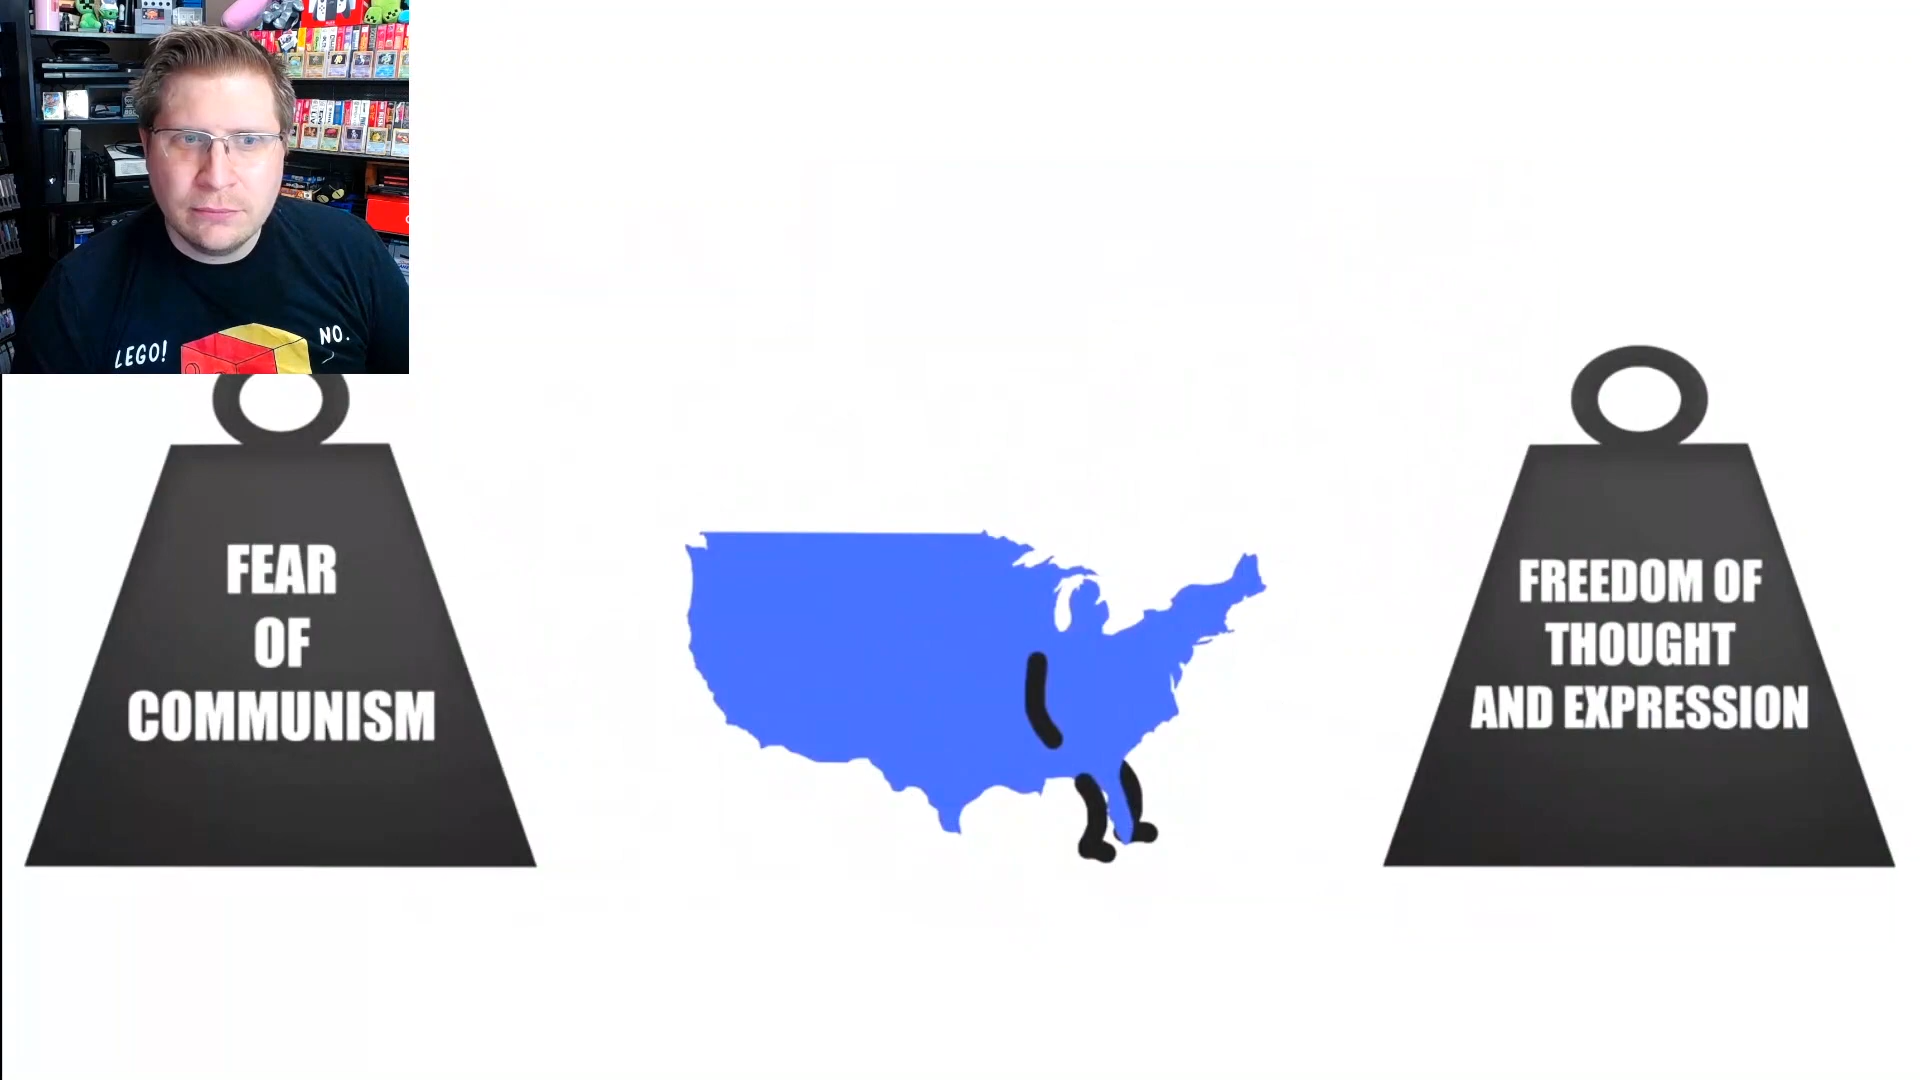 LEGO!
NO.
FEAR
OF
COMMUNISM
FREEDOM OF
THOUGHT
AND EXPRESSION